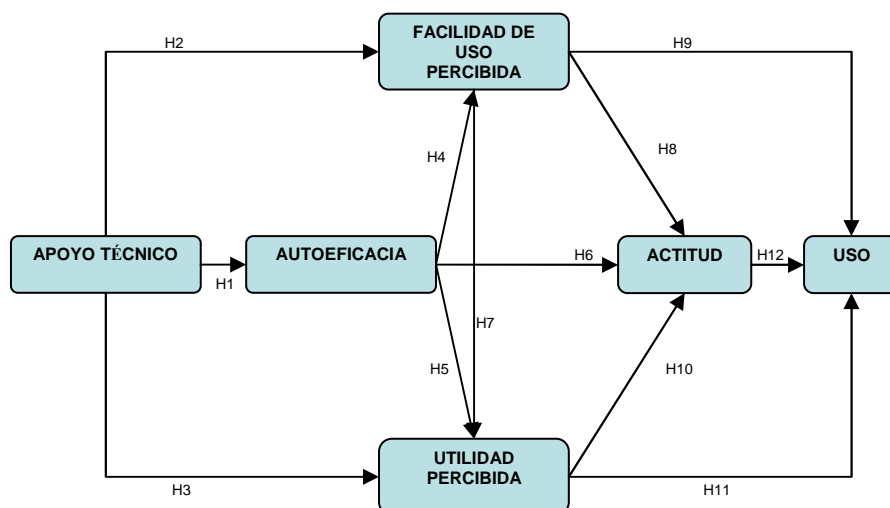 FACILIDAD DE
USO
PERCIBIDA
H2
H9
H4
H8
APOYO TÉCNICO
AUTOEFICACIA
ACTITUD
USO
H1
H6
H12
H7
H5
H10
UTILIDAD
PERCIBIDA
H3
H11